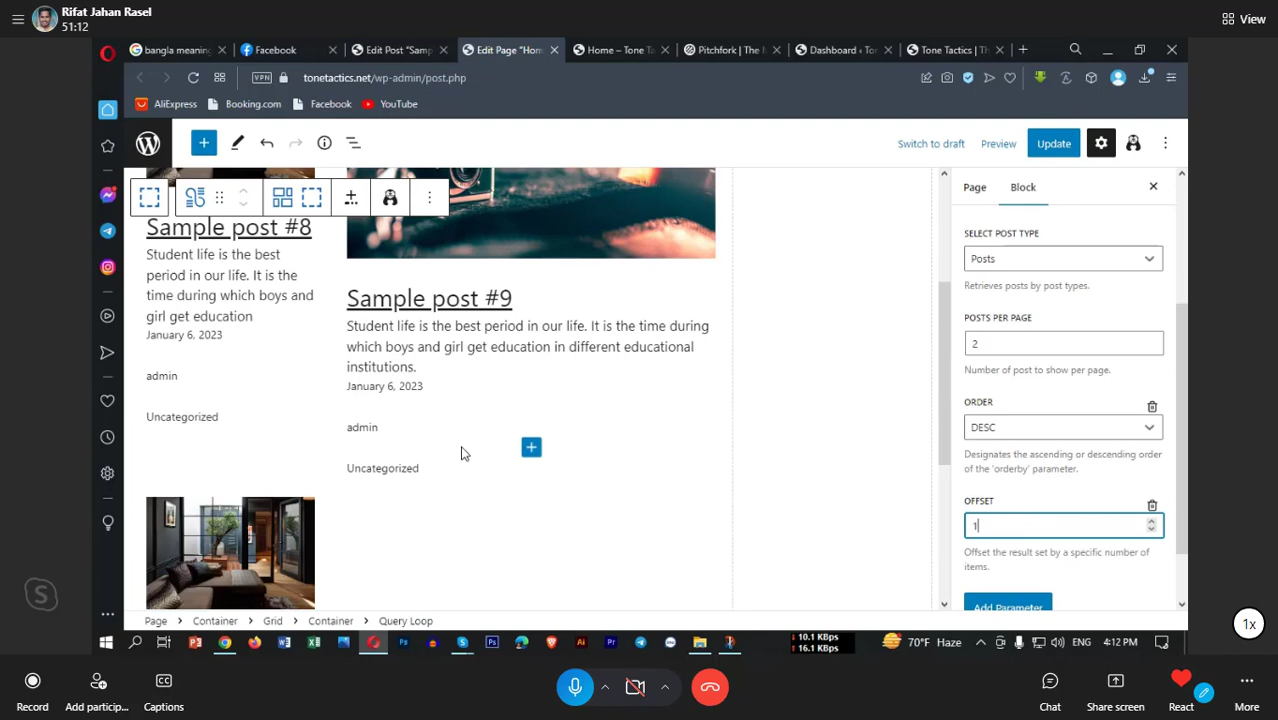 Rifat Jahan Rasel
51:12
View
bangla meaning
Facebook
Edit Post "Samp
Edit Page "Hom
Home – Tone Ta
Pitchfork | The M
Dashboard ‹ Ton
Tone Tactics | Th
VPN
tonetactics.net/wp-admin/post.php
AliExpress
Booking.com
Facebook
YouTube
Switch to draft
Preview
Update
Page
Block
Sample post #8
Student life is the best
period in our life. It is the
time during which boys and
girl get education
January 6, 2023
admin
Uncategorized
Sample post #9
Student life is the best period in our life. It is the time during
which boys and girl get education in different educational
institutions.
January 6, 2023
admin
Uncategorized
SELECT POST TYPE
Posts
Retrieves posts by post types.
POSTS PER PAGE
2
Number of post to show per page.
ORDER
DESC
Designates the ascending or descending order
of the 'orderby' parameter.
OFFSET
1
Offset the result set by a specific number of
items.
Add Parameter
Page
Container
Grid
Container
Query Loop
10.1 KBps
16.1 KBps
70°F Haze
ENG
4:12 PM
1x
Record
Add particip...
Captions
Chat
Share screen
React
More